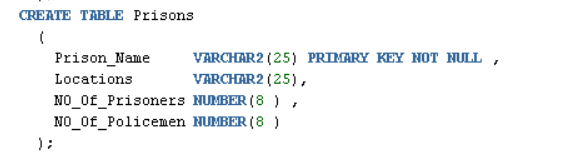 CREATE TABLE Prisons
(
Prison_Name VARCHAR2(25) PRIMARY KEY NOT NULL ,
Locations VARCHAR2(25),
NO_Of_Prisoners NUMBER(8 ) ,
NO_Of_Policemen NUMBER(8 )
);